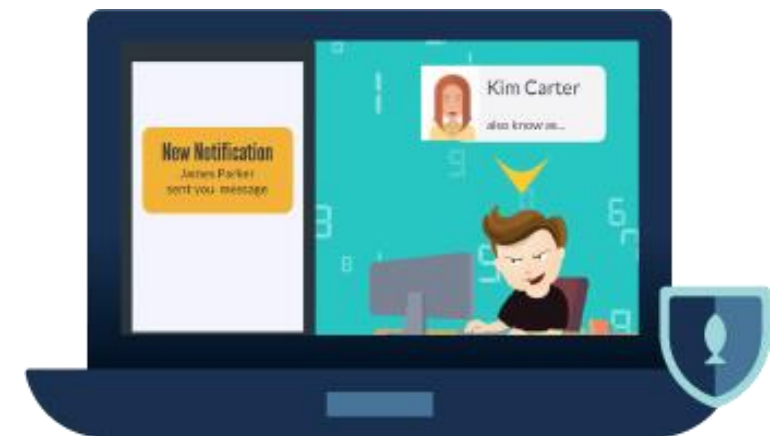 New Notification
James Parker
sent you message
Kim Carter
also know as...